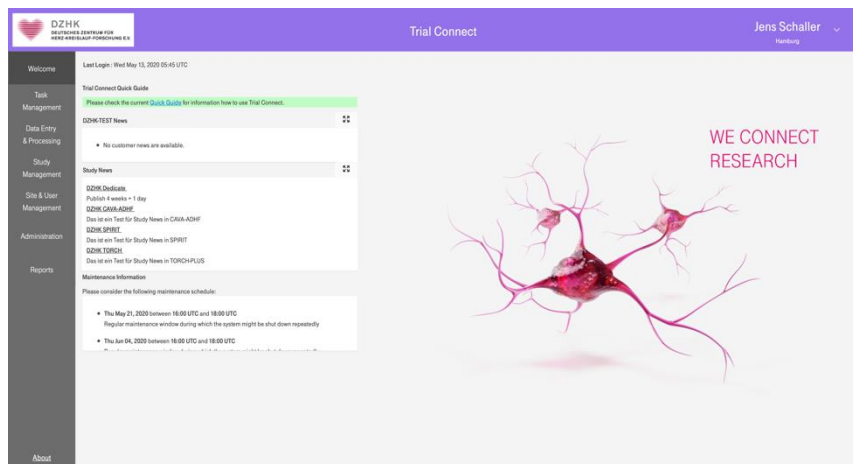 DZHK
DEUTSCHES ZENTRUM FÜR
HERZ-KREISLAUF-FORSCHUNG E.V.
Trial Connect
Jens Schaller
Hamburg
Welcome
Task
Management
Data Entry
& Processing
Study
Management
Site & User
Management
Administration
Reports
About
Last Login : Wed May 13, 2020 05:45 UTC
Trial Connect Quick Guide
Please check the current Quick Guide for information how to use Trial Connect.
DZHK-TEST News
No customer news are available.
Study News
DZHK Dedicate
Publish 4 weeks + 1 day
DZHK CAVA-ADHF
Das ist ein Test für Study News in CAVA-ADHF
DZHK SPIRIT
Das ist ein Test für Study News in SPIRIT
DZHK TORCH
Das ist ein Test für Study News in TORCH-PLUS
Maintenance Information
Please consider the following maintenance schedule:
Thu May 21, 2020 between 16:00 UTC and 18:00 UTC
Regular maintenance window during which the system might be shut down repeatedly
Thu Jun 04, 2020 between 16:00 UTC and 18:00 UTC
WE CONNECT
RESEARCH